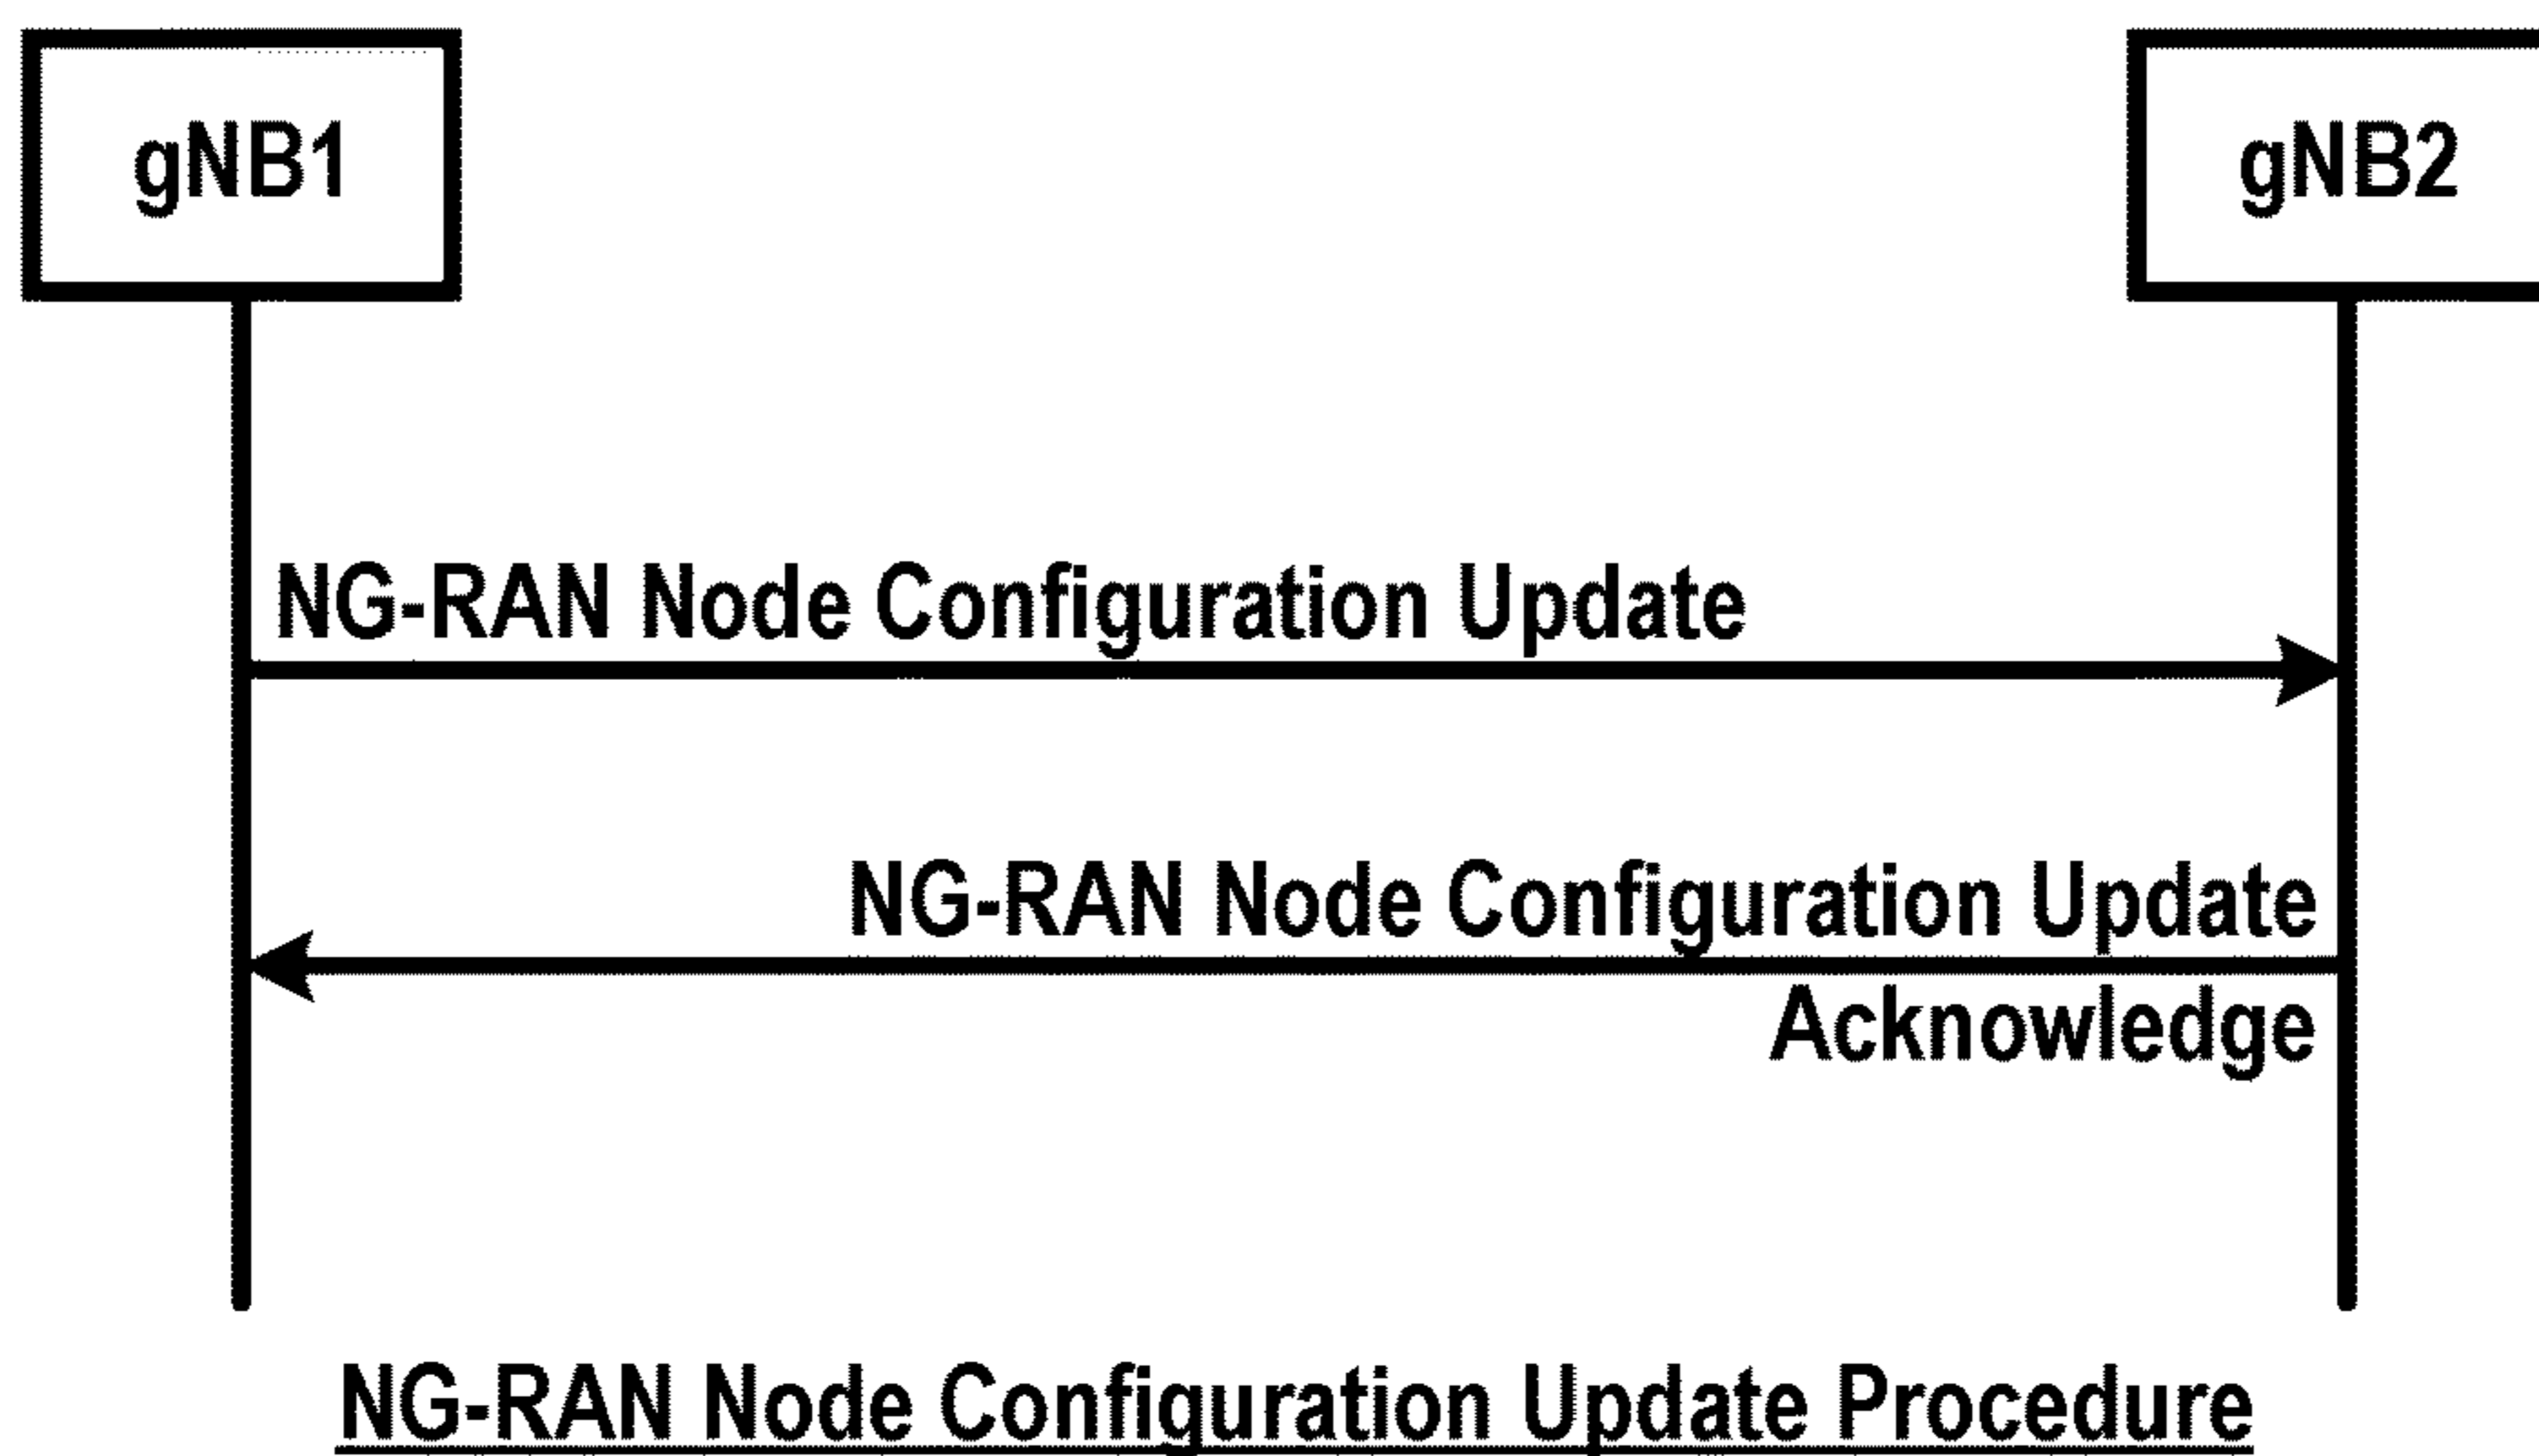 gNB1
gNB2
NG-RAN Node Configuration Update
NG-RAN Node Configuration Update
Acknowledge
NG-RAN Node Configuration Update Procedure